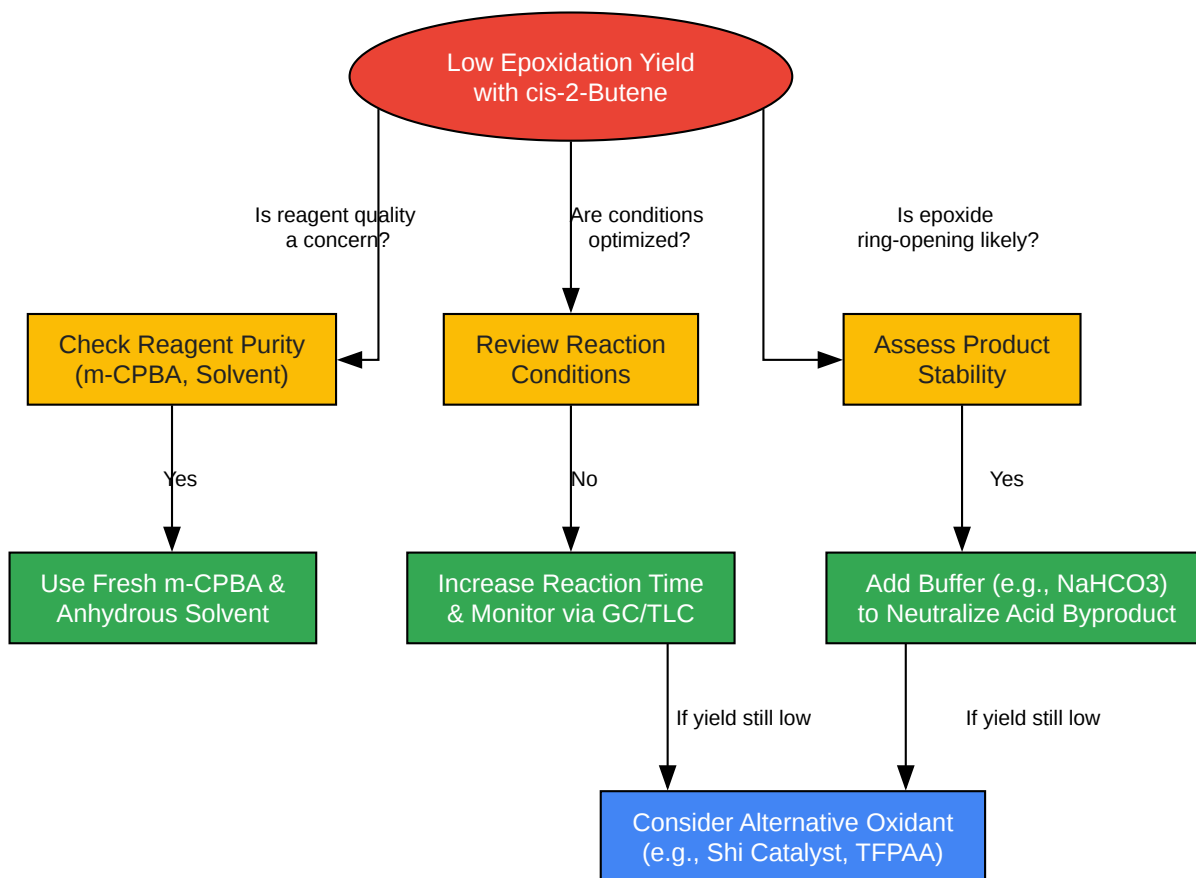 Low Epoxidation Yield
with cis-2-Butene
Is reagent quality
a concern?
Are conditions
optimized?
Is epoxide
ring-opening likely?
Check Reagent Purity
(m-CPBA, Solvent)
Review Reaction
Conditions
Assess Product
Stability
Yes
No
Yes
Use Fresh m-CPBA &
Anhydrous Solvent
Increase Reaction Time
& Monitor via GC/TLC
Add Buffer (e.g., NaHCO3)
to Neutralize Acid Byproduct
If yield still low
If yield still low
Consider Alternative Oxidant
(e.g., Shi Catalyst, TFPAA)